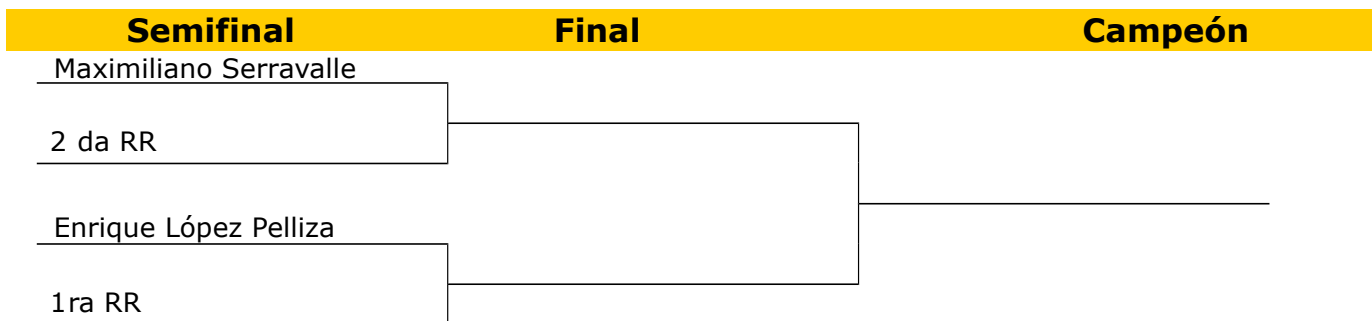 Semifinal Final Campeón
Maximiliano Serravalle
2 da RR
Enrique López Pelliza
1ra RR